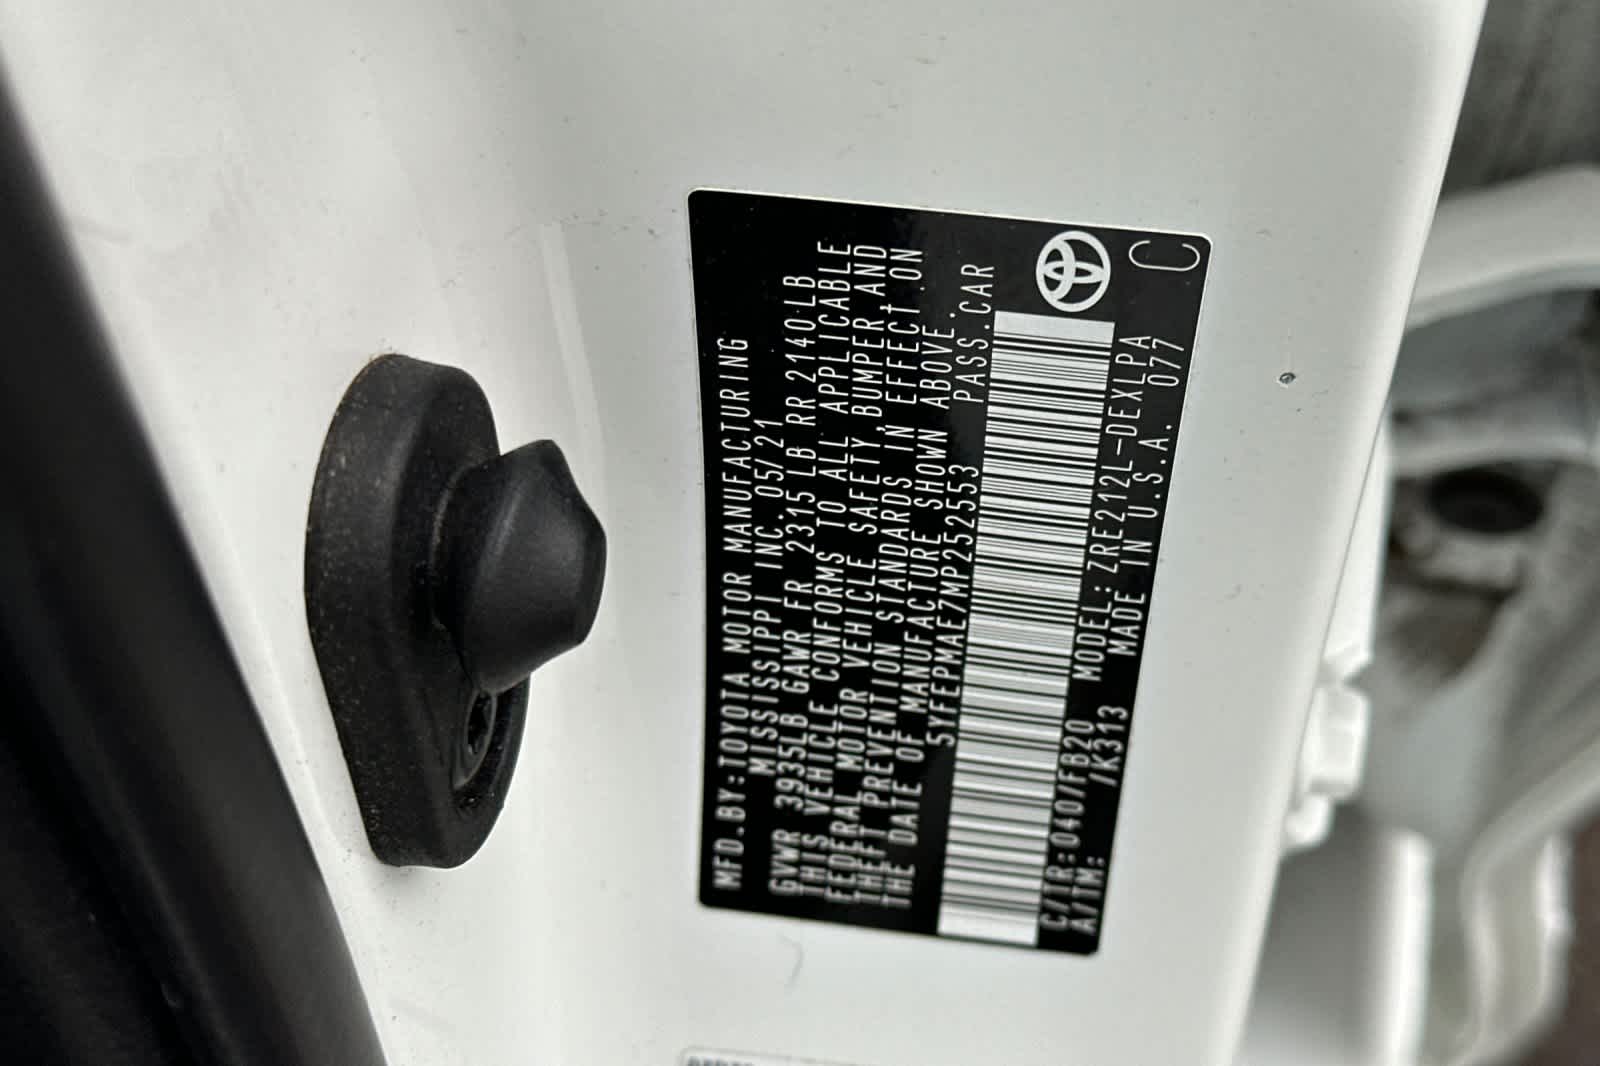 MFD.BY:TOYOTA MOTOR MANUFACTURING
MISSISSIPPI INC. 05/21
GVWR 3935LB GAWR FR 2315 LB RR 2140 LB
THIS VEHICLE CONFORMS TO ALL APPLICABLE
FEDERAL MOTOR VEHICLE SAFETY,BUMPER,AND
THEFT PREVENTION STANDARDS IN EFFECT ON
THE DATE OF MANUFACTURE SHOWN ABOVE.
5YFEPMAE7MP252553 PASS.CAR
C/TR:040/FB20 MODEL:ZRE212L-DEXLPA
A/TM: /K313 MADE IN U.S.A. 077 C